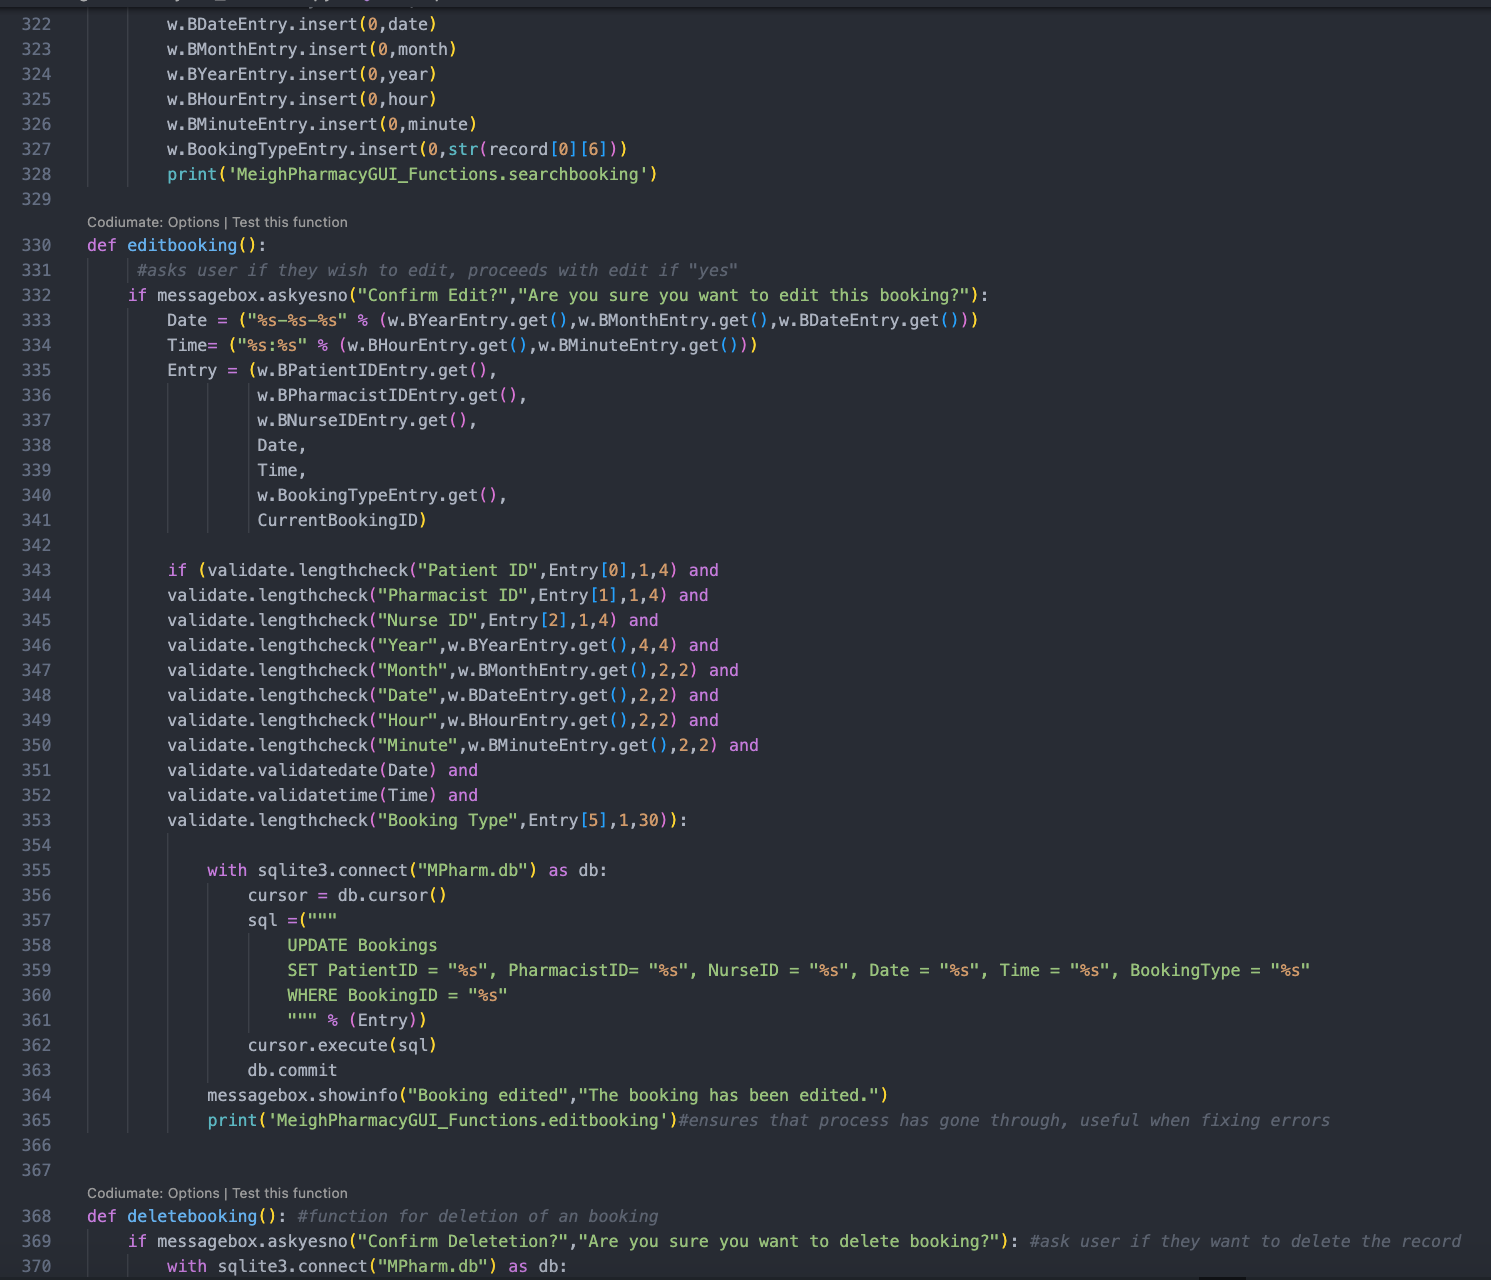 322 w.BDateEntry.insert(0,date)
323 w.BMonthEntry.insert(0,month)
324 w.BYearEntry.insert(0,year)
325 w.BHourEntry.insert(0,hour)
326 w.BMinuteEntry.insert(0,minute)
327 w.BookingTypeEntry.insert(0,str(record[0][6]))
328 print('MeighPharmacyGUI_Functions.searchbooking')
329
Codiumate: Options | Test this function
330 def editbooking():
331 #asks user if they wish to edit, proceeds with edit if "yes"
332 if messagebox.askyesno("Confirm Edit?","Are you sure you want to edit this booking?"):
333 Date = ("%s-%s-%s" % (w.BYearEntry.get(),w.BMonthEntry.get(),w.BDateEntry.get()))
334 Time= ("%s:%s" % (w.BHourEntry.get(),w.BMinuteEntry.get()))
335 Entry = (w.BPatientIDEntry.get(),
336 w.BPharmacistIDEntry.get(),
337 w.BNurseIDEntry.get(),
338 Date,
339 Time,
340 w.BookingTypeEntry.get(),
341 CurrentBookingID)
342
343 if (validate.lengthcheck("Patient ID",Entry[0],1,4) and
344 validate.lengthcheck("Pharmacist ID",Entry[1],1,4) and
345 validate.lengthcheck("Nurse ID",Entry[2],1,4) and
346 validate.lengthcheck("Year",w.BYearEntry.get(),4,4) and
347 validate.lengthcheck("Month",w.BMonthEntry.get(),2,2) and
348 validate.lengthcheck("Date",w.BDateEntry.get(),2,2) and
349 validate.lengthcheck("Hour",w.BHourEntry.get(),2,2) and
350 validate.lengthcheck("Minute",w.BMinuteEntry.get(),2,2) and
351 validate.validatedate(Date) and
352 validate.validatetime(Time) and
353 validate.lengthcheck("Booking Type",Entry[5],1,30)):
354
355 with sqlite3.connect("MPharm.db") as db:
356 cursor = db.cursor()
357 sql =("""
358 UPDATE Bookings
359 SET PatientID = "%s", PharmacistID= "%s", NurseID = "%s", Date = "%s", Time = "%s", BookingType = "%s"
360 WHERE BookingID = "%s"
361 """ % (Entry))
362 cursor.execute(sql)
363 db.commit
364 messagebox.showinfo("Booking edited","The booking has been edited.")
365 print('MeighPharmacyGUI_Functions.editbooking')#ensures that process has gone through, useful when fixing errors
366
367
Codiumate: Options | Test this function
368 def deletebooking(): #function for deletion of an booking
369 if messagebox.askyesno("Confirm Deletetion?","Are you sure you want to delete booking?"): #ask user if they want to delete the record
370 with sqlite3.connect("MPharm.db") as db: